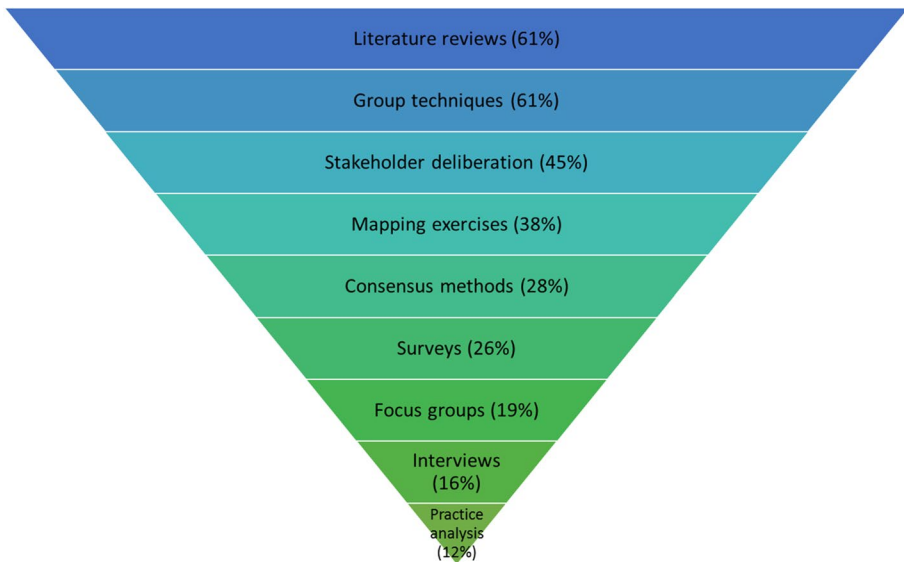 Literature reviews (61%)
Group techniques (61%)
Stakeholder deliberation (45%)
Mapping exercises (38%)
Consensus methods (28%)
Surveys (26%)
Focus groups (19%)
Interviews
(16%)
Practice
analysis
(12%)